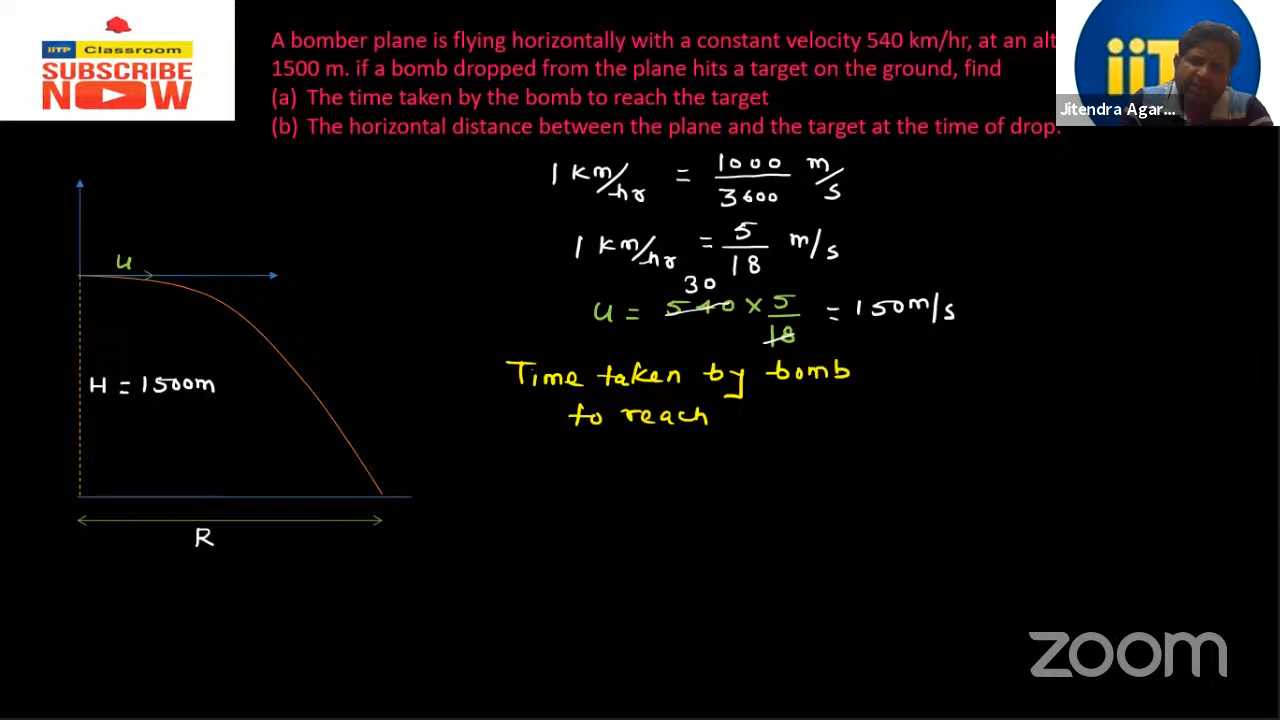 IITP Classroom
SUBSCRIBE
NOW
A bomber plane is flying horizontally with a constant velocity 540 km/hr, at an alt
1500 m. if a bomb dropped from the plane hits a target on the ground, find
(a) The time taken by the bomb to reach the target
(b) The horizontal distance between the plane and the target at the time of drop.
iiT
Jitendra Agar...
1 km/hr = 1000/3600 m/s
1 km/hr = 5/18 m/s
30
u = 540 × 5/18 = 150 m/s
u
Time taken by bomb
to reach
H = 1500m
R
zoom